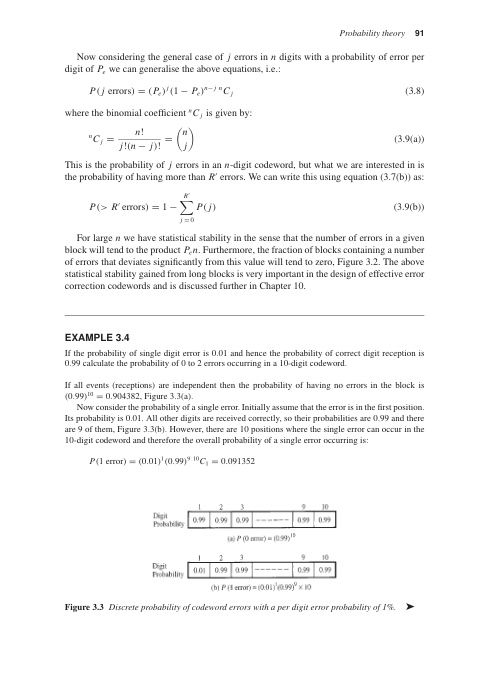 Probability theory 91
Now considering the general case of j errors in n digits with a probability of error per
digit of Pe we can generalise the above equations, i.e.:
P(j errors) = (Pe)^j (1 − Pe)^{n−j} ^nC_j (3.8)
where the binomial coefficient ^nC_j is given by:
^nC_j = n! / j!(n − j)! = (n j) (3.9(a))
This is the probability of j errors in an n-digit codeword, but what we are interested in is
the probability of having more than R′ errors. We can write this using equation (3.7(b)) as:
P(> R′ errors) = 1 − ∑_{j=0}^{R′} P(j) (3.9(b))
For large n we have statistical stability in the sense that the number of errors in a given
block will tend to the product Pe n. Furthermore, the fraction of blocks containing a number
of errors that deviates significantly from this value will tend to zero, Figure 3.2. The above
statistical stability gained from long blocks is very important in the design of effective error
correction codewords and is discussed further in Chapter 10.
EXAMPLE 3.4
If the probability of single digit error is 0.01 and hence the probability of correct digit reception is
0.99 calculate the probability of 0 to 2 errors occurring in a 10-digit codeword.
If all events (receptions) are independent then the probability of having no errors in the block is
(0.99)^10 = 0.904382, Figure 3.3(a).
Now consider the probability of a single error. Initially assume that the error is in the first position.
Its probability is 0.01. All other digits are received correctly, so their probabilities are 0.99 and there
are 9 of them, Figure 3.3(b). However, there are 10 positions where the single error can occur in the
10-digit codeword and therefore the overall probability of a single error occurring is:
P(1 error) = (0.01)^1 (0.99)^9 ^10C_1 = 0.091352
Digit 1 2 3 9 10
Probability 0.99 0.99 0.99 ------ 0.99 0.99
(a) P (0 error) = (0.99)^10
Digit 1 2 3 9 10
Probability 0.01 0.99 0.99 ------ 0.99 0.99
(b) P (1 error) = (0.01)^1 (0.99)^9 × 10
Figure 3.3 Discrete probability of codeword errors with a per digit error probability of 1%. ➤